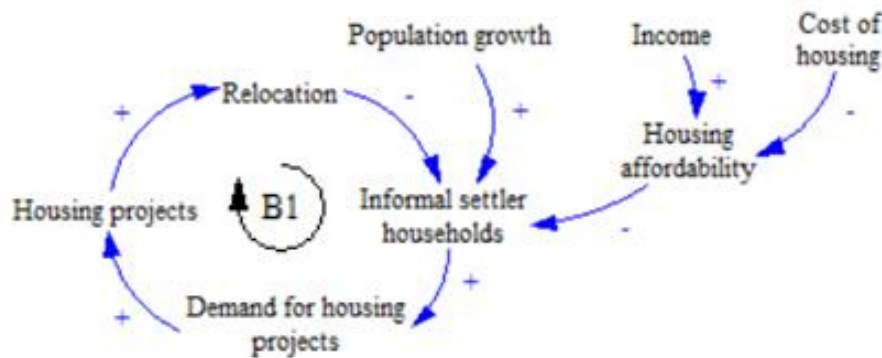 Population growth
Income
Cost of
housing
Relocation
-
+
+
+
-
Housing
affordability
Housing projects
B1
Informal settler
households
-
+
+
Demand for housing
projects